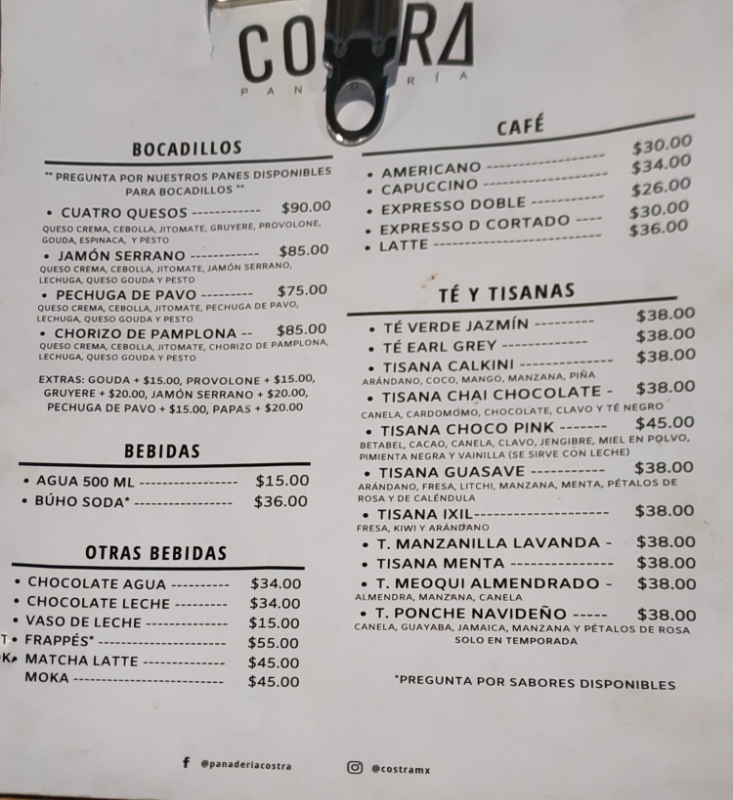 COSTRA
PANADERÍA
BOCADILLOS
** PREGUNTA POR NUESTROS PANES DISPONIBLES
PARA BOCADILLOS **
• CUATRO QUESOS ------------ $90.00
QUESO CREMA, CEBOLLA, JITOMATE, GRUYERE, PROVOLONE,
GOUDA, ESPINACA, Y PESTO
• JAMÓN SERRANO ------------ $85.00
QUESO CREMA, CEBOLLA, JITOMATE, JAMÓN SERRANO,
LECHUGA, QUESO GOUDA Y PESTO
• PECHUGA DE PAVO --------- $75.00
QUESO CREMA, CEBOLLA, JITOMATE, PECHUGA DE PAVO,
LECHUGA, QUESO GOUDA Y PESTO
• CHORIZO DE PAMPLONA -- $85.00
QUESO CREMA, CEBOLLA, JITOMATE, CHORIZO DE PAMPLONA,
LECHUGA, QUESO GOUDA Y PESTO
EXTRAS: GOUDA + $15.00, PROVOLONE + $15.00,
GRUYERE + $20.00, JAMÓN SERRANO + $20.00,
PECHUGA DE PAVO + $15.00, PAPAS + $20.00
BEBIDAS
• AGUA 500 ML ----------------- $15.00
• BÚHO SODA* ----------------- $36.00
OTRAS BEBIDAS
• CHOCOLATE AGUA ---------- $34.00
• CHOCOLATE LECHE --------- $34.00
• VASO DE LECHE ------------ $15.00
T • FRAPPÉS* ---------------------- $55.00
K• MATCHA LATTE -------------- $45.00
MOKA -------------------------- $45.00
CAFÉ
• AMERICANO -------------------- $30.00
• CAPUCCINO --------------------- $34.00
• EXPRESSO DOBLE ------------ $26.00
• EXPRESSO D CORTADO ---- $30.00
• LATTE --------------------------- $36.00
TÉ Y TISANAS
• TÉ VERDE JAZMÍN --------- $38.00
• TÉ EARL GREY ------------- $38.00
• TISANA CALKINI -------------- $38.00
ARÁNDANO, COCO, MANGO, MANZANA, PIÑA
• TISANA CHAI CHOCOLATE - $38.00
CANELA, CARDOMOMO, CHOCOLATE, CLAVO Y TÉ NEGRO
• TISANA CHOCO PINK ------- $45.00
BETABEL, CACAO, CANELA, CLAVO, JENGIBRE, MIEL EN POLVO,
PIMIENTA NEGRA Y VAINILLA (SE SIRVE CON LECHE)
• TISANA GUASAVE ----------- $38.00
ARÁNDANO, FRESA, LITCHI, MANZANA, MENTA, PÉTALOS DE
ROSA Y DE CALÉNDULA
• TISANA IXIL-------------------- $38.00
FRESA, KIWI Y ARÁNDANO
• T. MANZANILLA LAVANDA - $38.00
• TISANA MENTA --------------- $38.00
• T. MEOQUI ALMENDRADO - $38.00
ALMENDRA, MANZANA, CANELA
• T. PONCHE NAVIDEÑO ----- $38.00
CANELA, GUAYABA, JAMAICA, MANZANA Y PÉTALOS DE ROSA
SOLO EN TEMPORADA
*PREGUNTA POR SABORES DISPONIBLES
f @panaderiacostra
@costramx